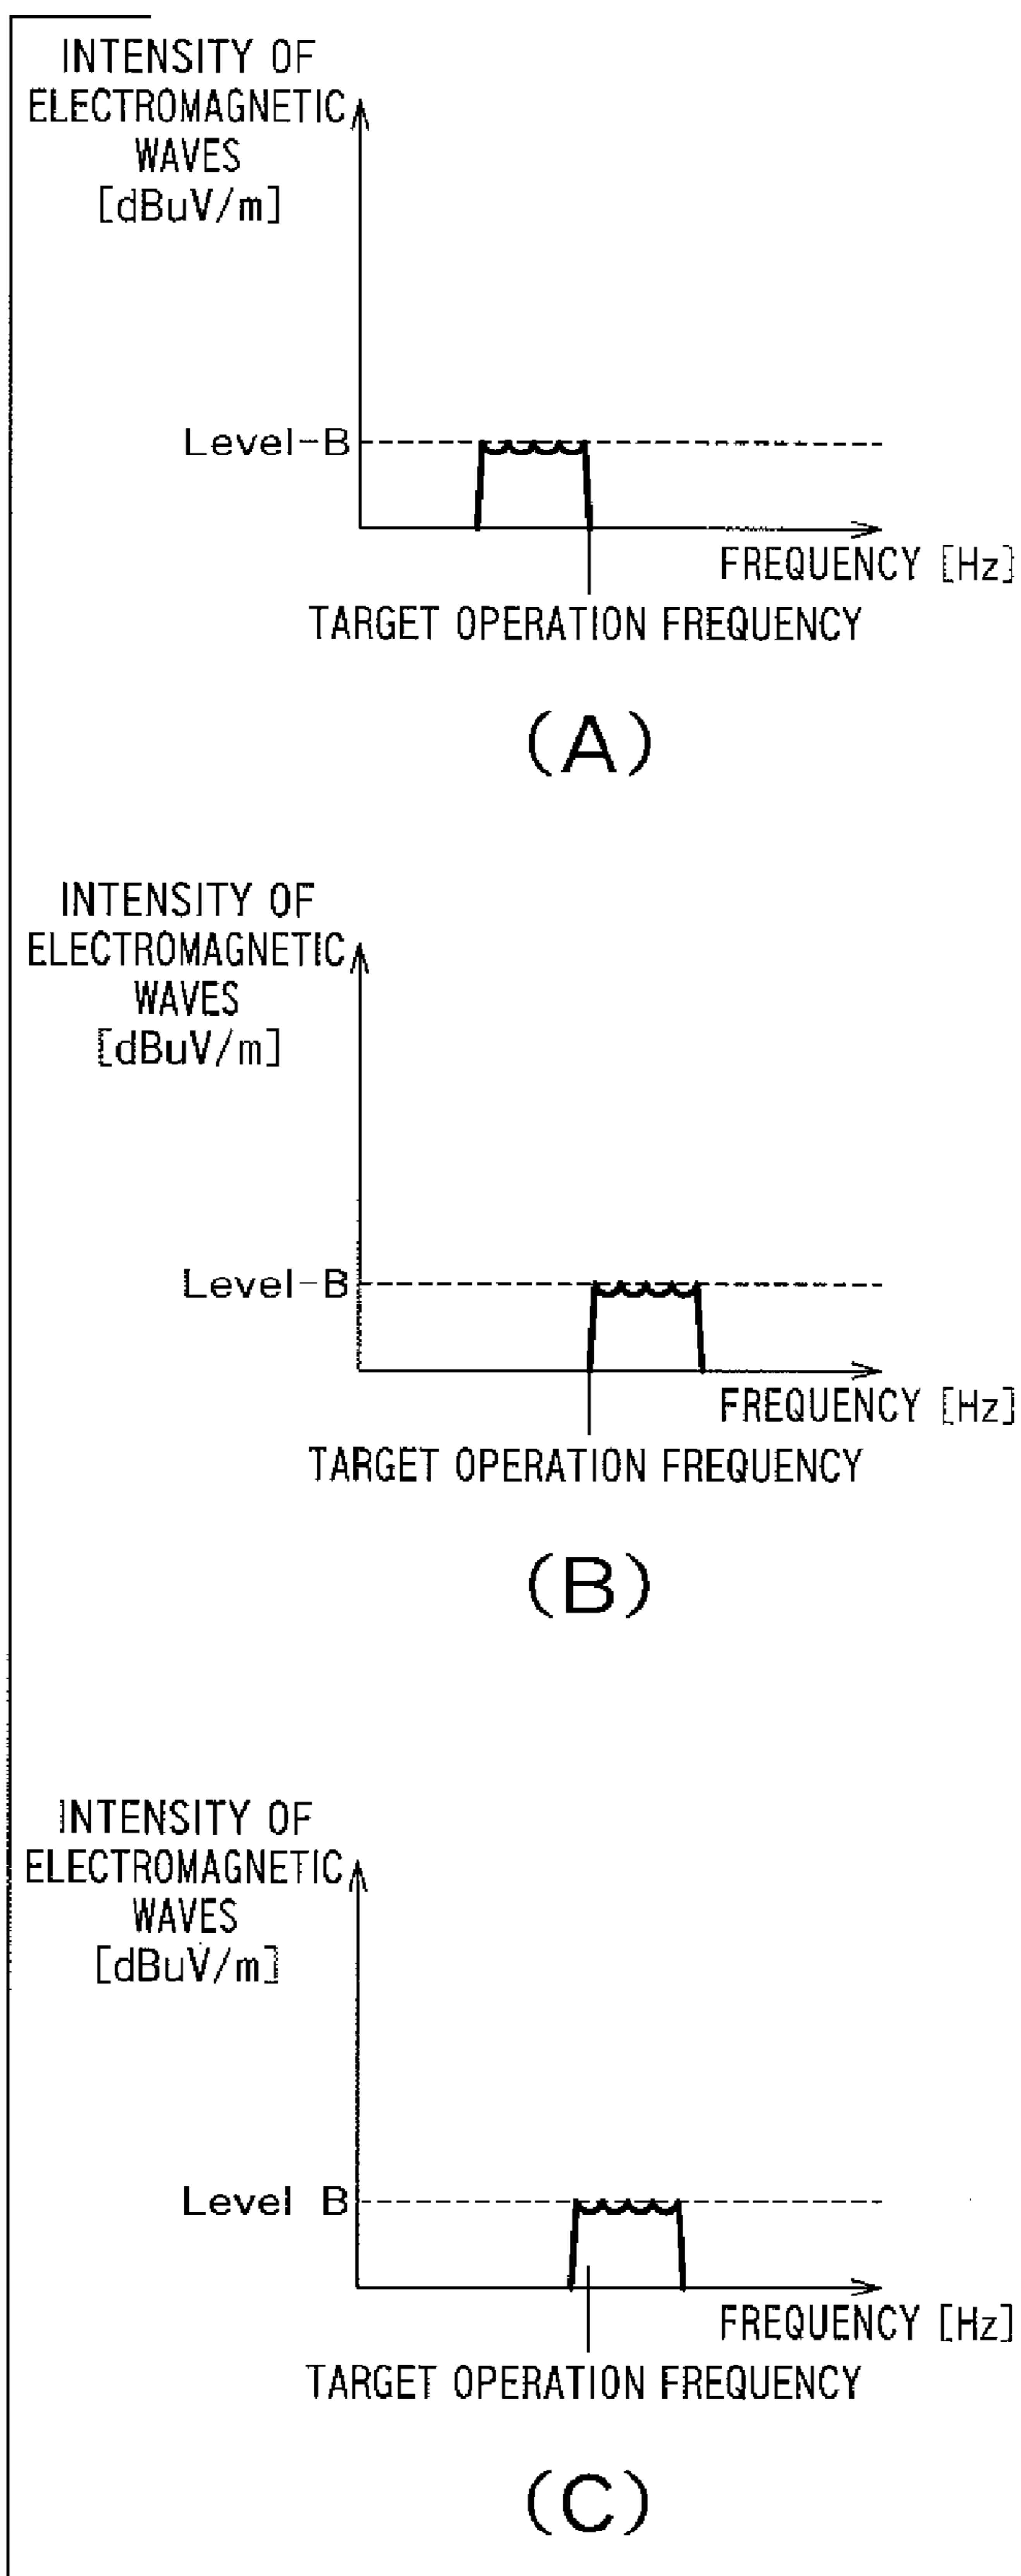 INTENSITY OF
ELECTROMAGNETIC
WAVES
[dBuV/m]
Level-B
FREQUENCY [Hz]
TARGET OPERATION FREQUENCY
(A)
INTENSITY OF
ELECTROMAGNETIC
WAVES
[dBuV/m]
Level-B
FREQUENCY [Hz]
TARGET OPERATION FREQUENCY
(B)
INTENSITY OF
ELECTROMAGNETIC
WAVES
[dBuV/m]
Level B
FREQUENCY [Hz]
TARGET OPERATION FREQUENCY
(C)